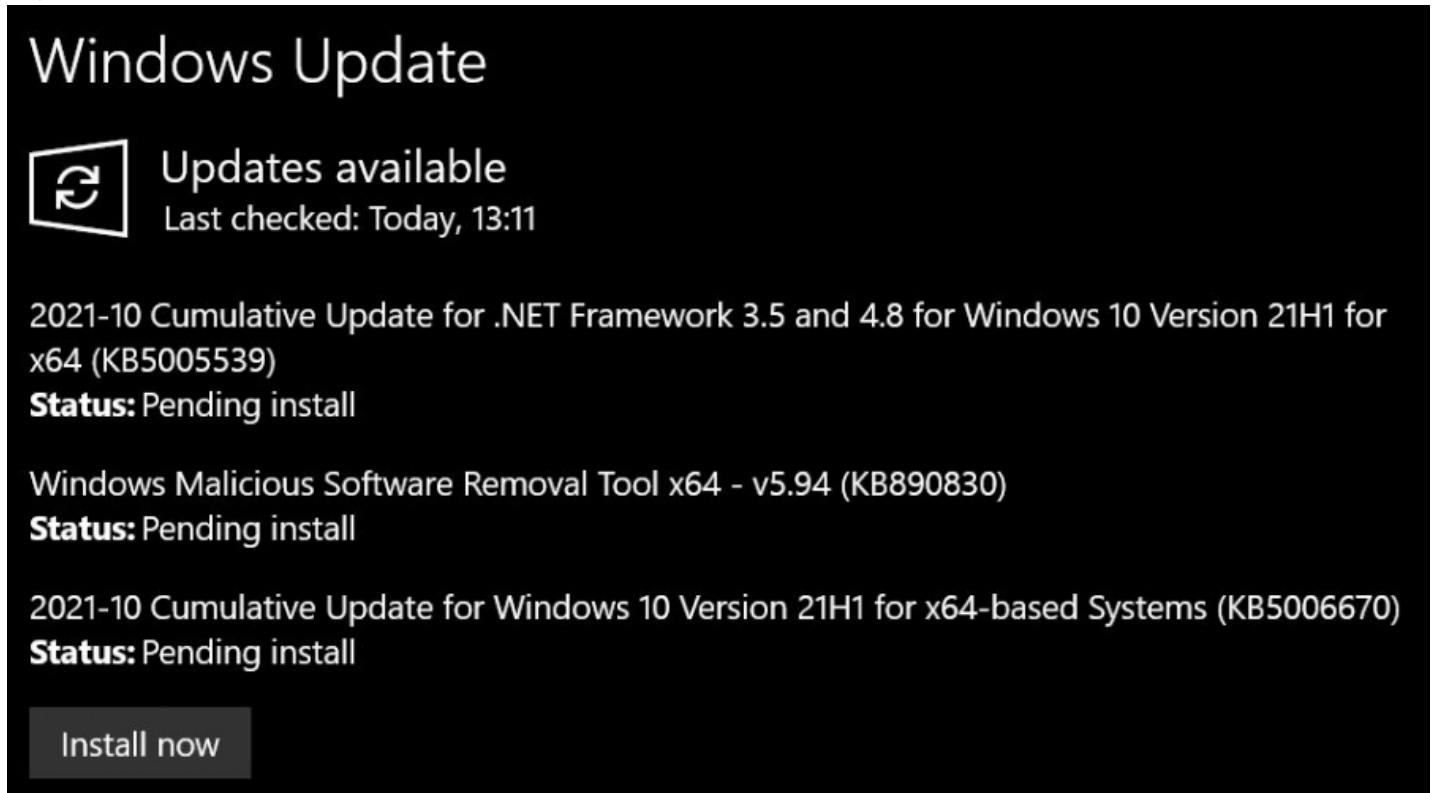 Windows Update
Updates available
Last checked: Today, 13:11
2021-10 Cumulative Update for .NET Framework 3.5 and 4.8 for Windows 10 Version 21H1 for
x64 (KB5005539)
Status: Pending install
Windows Malicious Software Removal Tool x64 - v5.94 (KB890830)
Status: Pending install
2021-10 Cumulative Update for Windows 10 Version 21H1 for x64-based Systems (KB5006670)
Status: Pending install
Install now